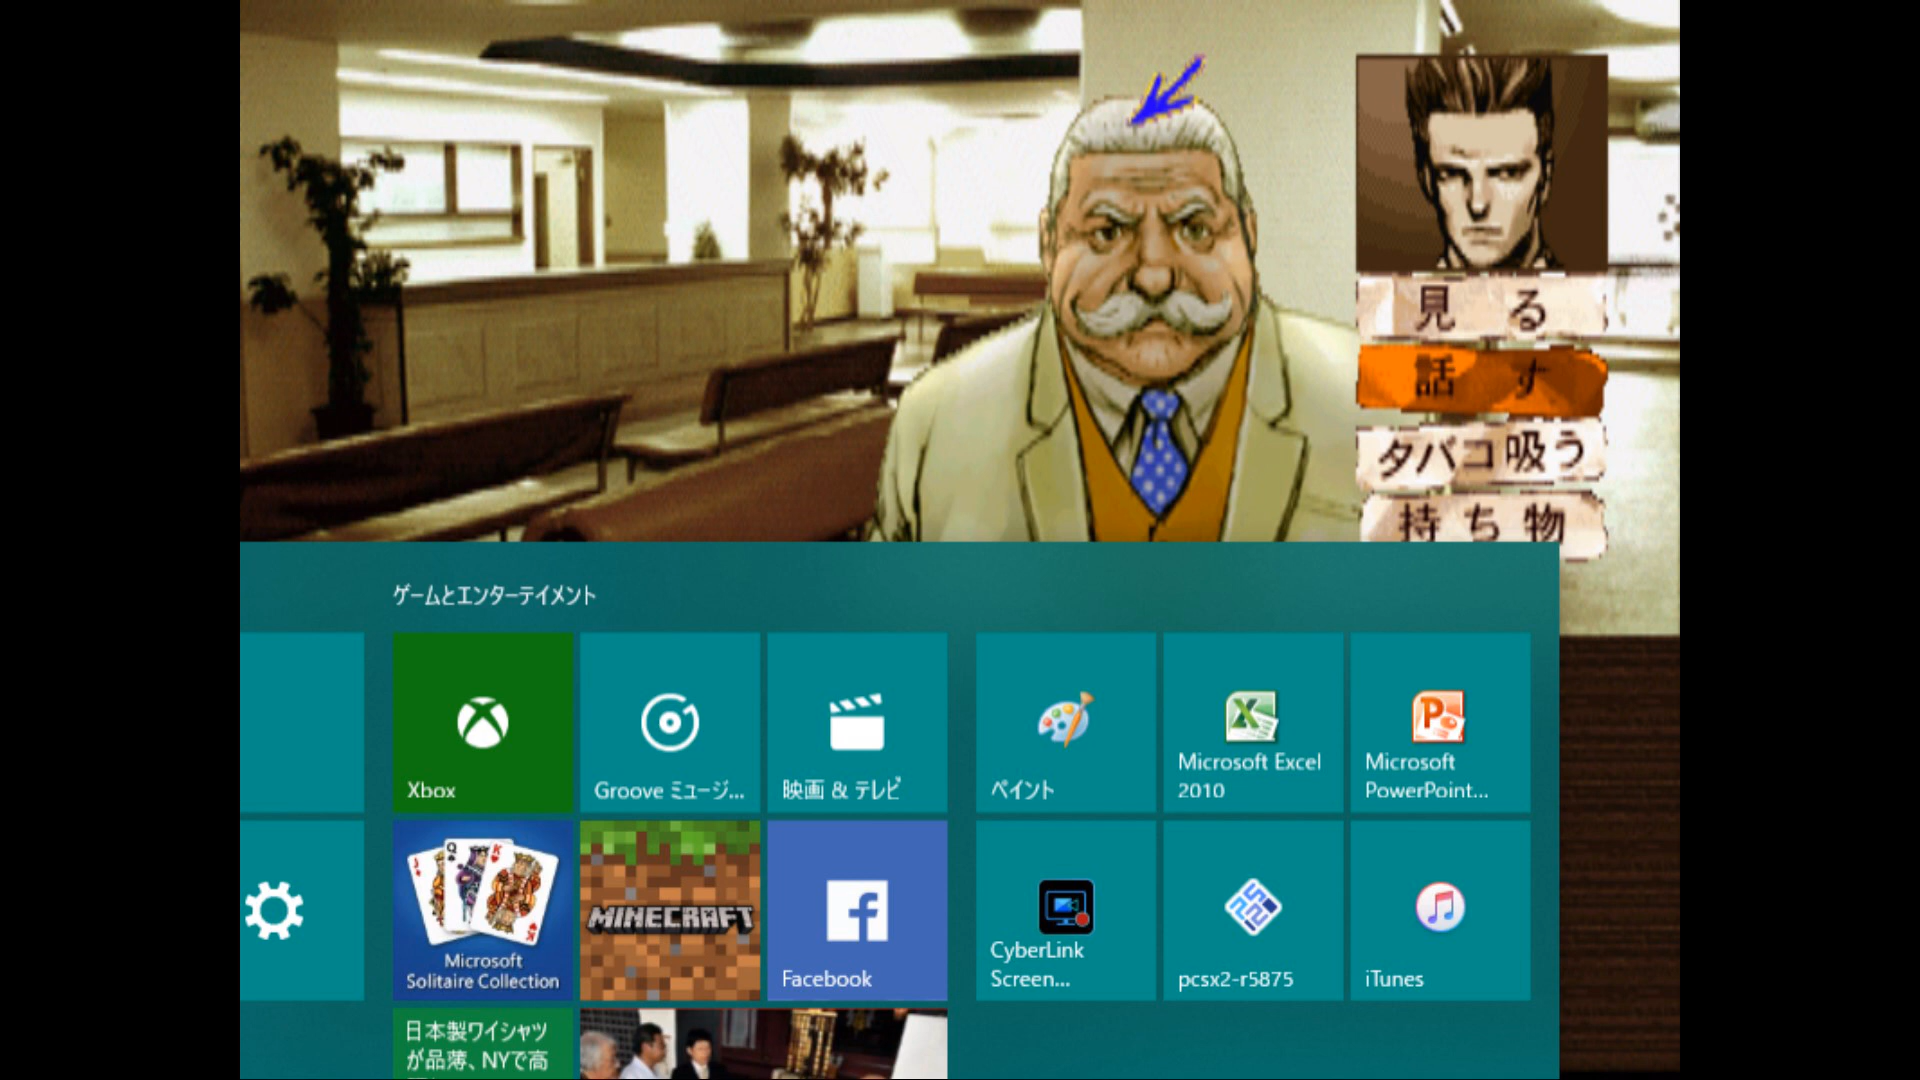 見る
話す
タバコ吸う
持ち物
ゲームとエンターテイメント
Xbox
Groove ミュージ...
映画 & テレビ
ペイント
Microsoft Excel
2010
Microsoft
PowerPoint...
Microsoft
Solitaire Collection
MINECRAFT
Facebook
CyberLink
Screen...
pcsx2-r5875
iTunes
日本製ワイシャツ
が品薄、NYで高